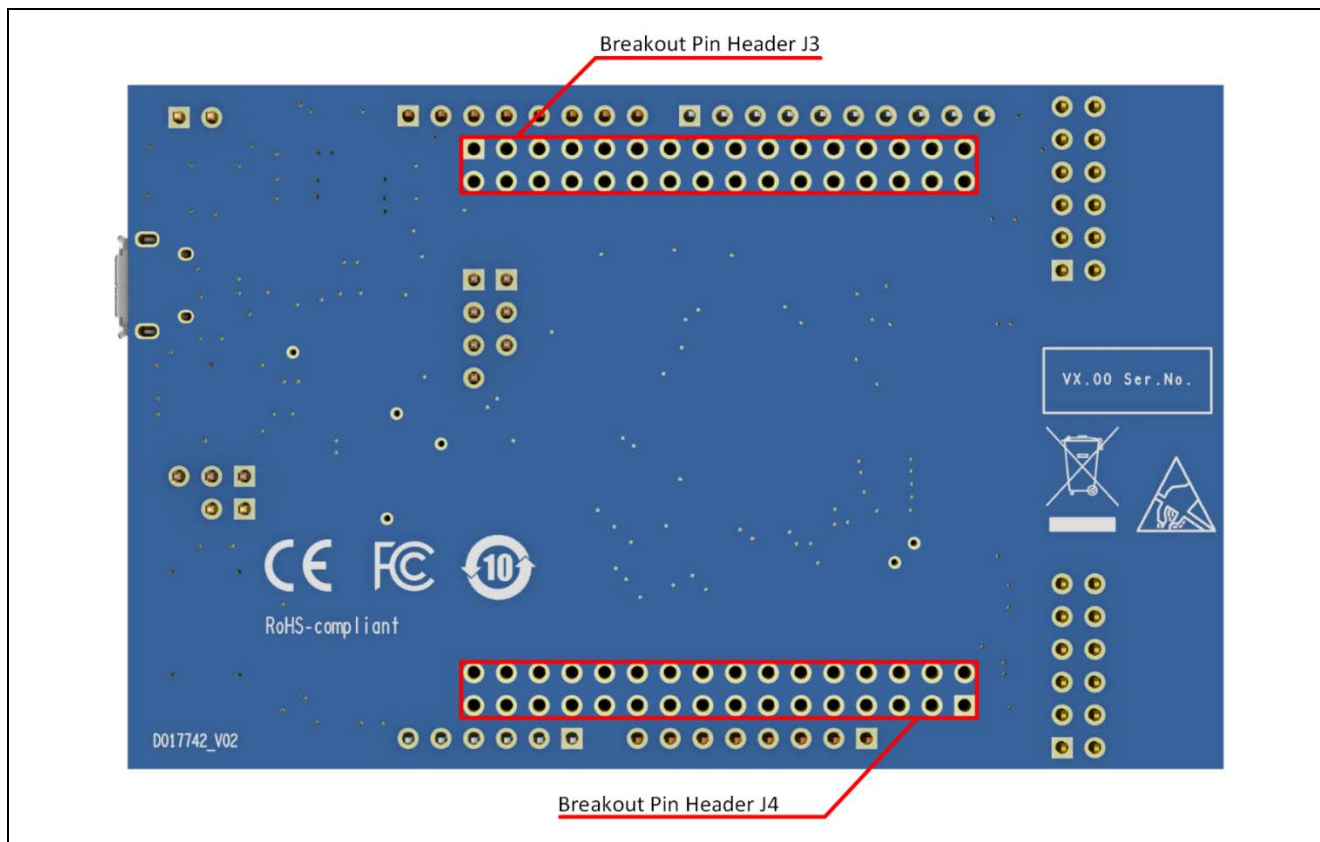 Breakout Pin Header J3
VX.00 Ser.No.
CE FC 10
RoHS-compliant
D017742_V02
Breakout Pin Header J4